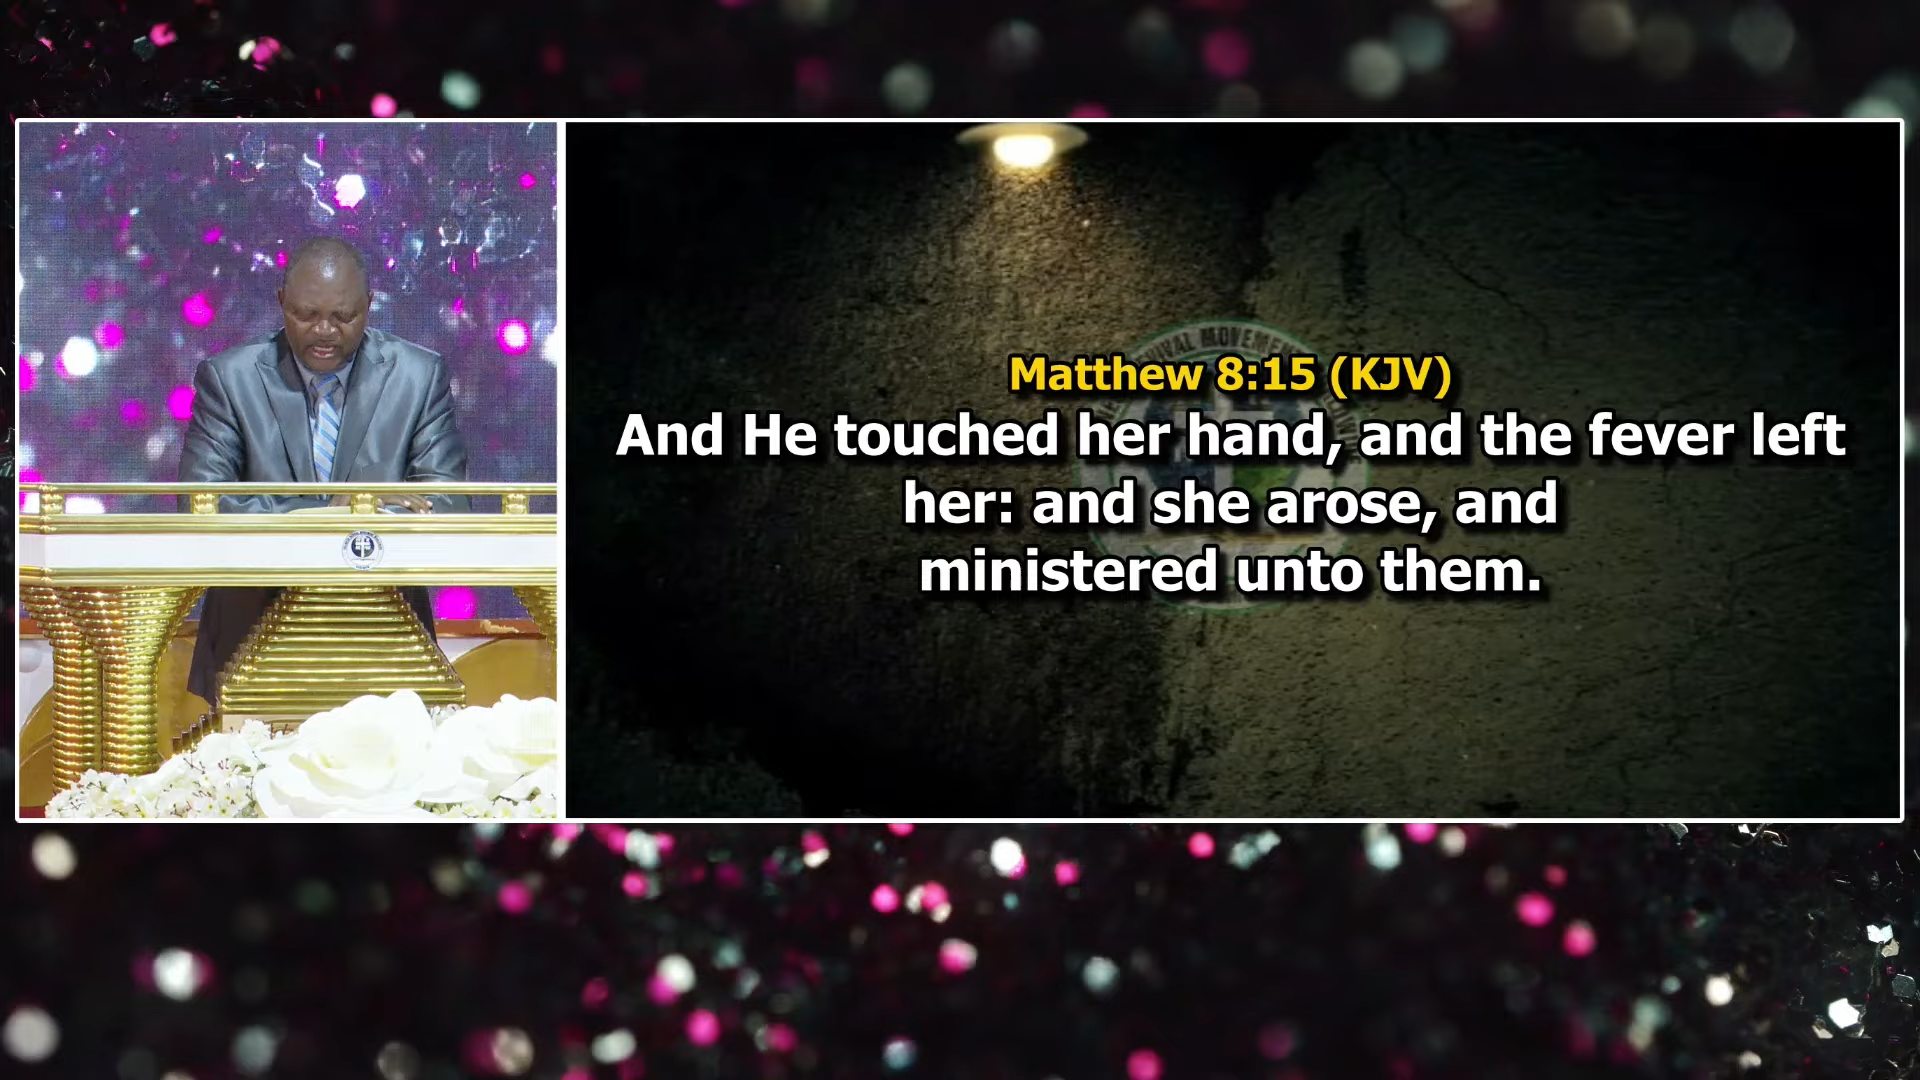 Matthew 8:15 (KJV)
And He touched her hand, and the fever left
her: and she arose, and
ministered unto them.
MOVEMENT